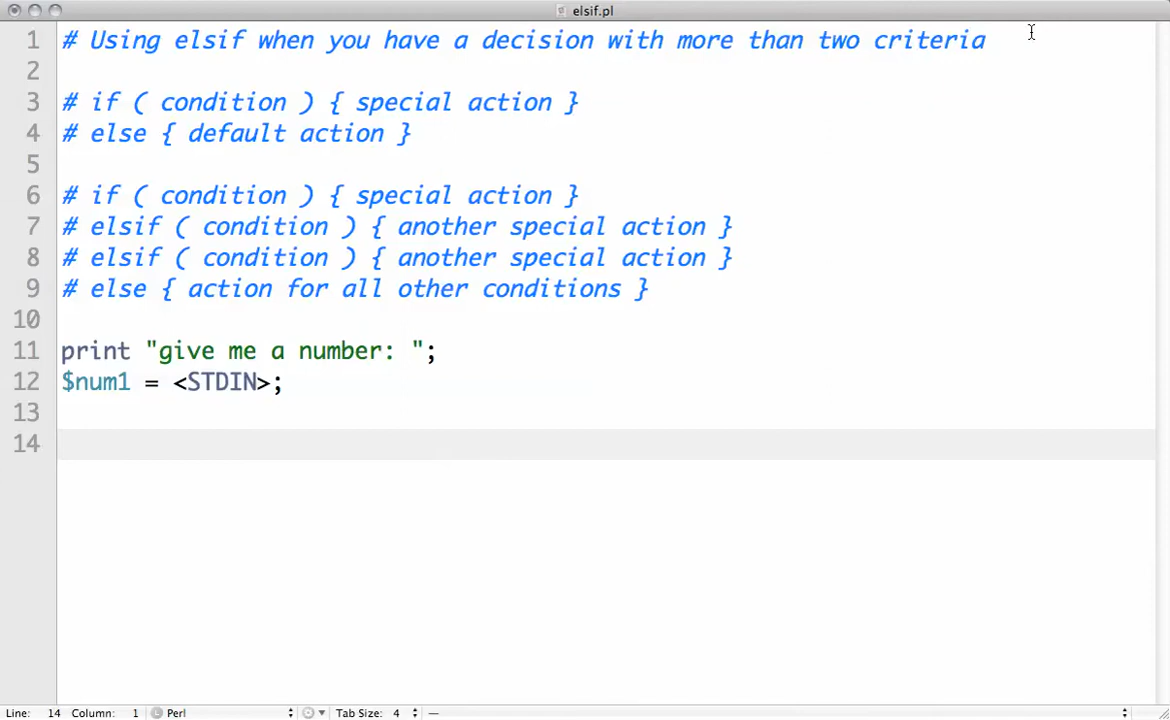 elsif.pl
1 # Using elsif when you have a decision with more than two criteria
2
3 # if ( condition ) { special action }
4 # else { default action }
5
6 # if ( condition ) { special action }
7 # elsif ( condition ) { another special action }
8 # elsif ( condition ) { another special action }
9 # else { action for all other conditions }
10
11 print "give me a number: ";
12 $num1 = <STDIN>;
13
14
Line: 14 Column: 1 L Perl Tab Size: 4 —